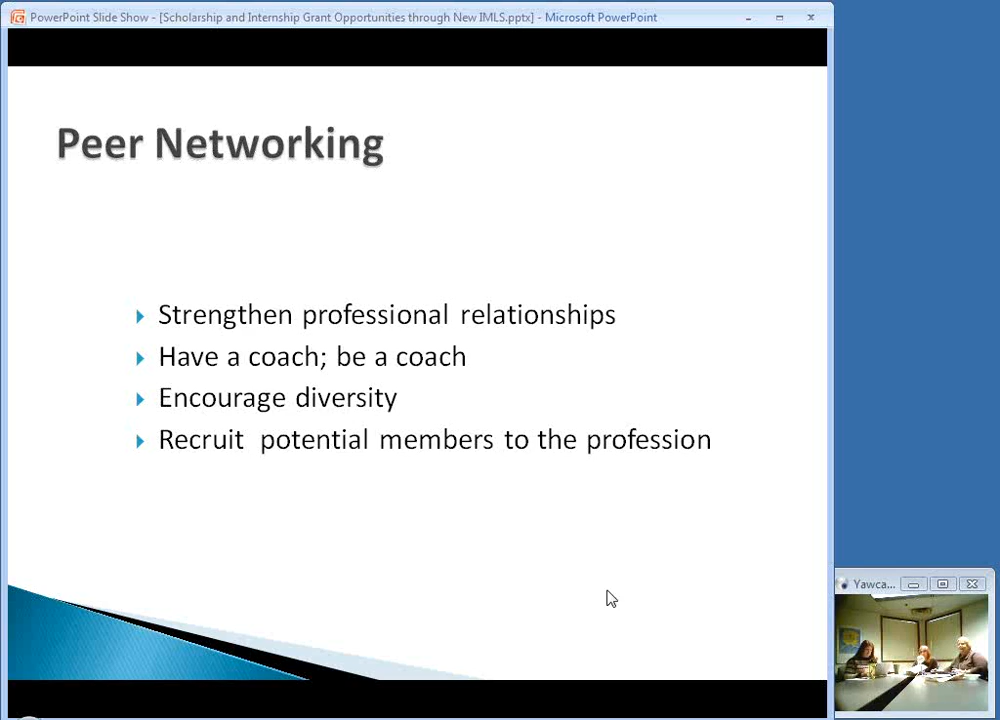 PowerPoint Slide Show - [Scholarship and Internship Grant Opportunities through New IMLS.pptx] - Microsoft PowerPoint
Peer Networking
Strengthen professional relationships
Have a coach; be a coach
Encourage diversity
Recruit potential members to the profession
Yawca...